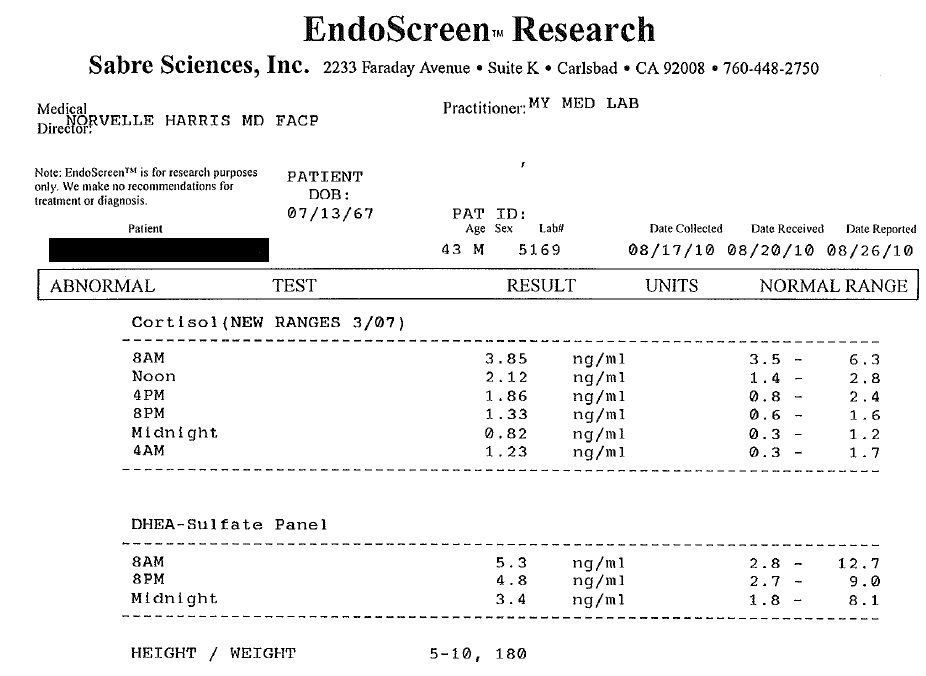 EndoScreen™ Research
Sabre Sciences, Inc. 2233 Faraday Avenue • Suite K • Carlsbad • CA 92008 • 760-448-2750
Medical Director: NORVELLE HARRIS MD FACP
Practitioner: MY MED LAB
Note: EndoScreen™ is for research purposes
only. We make no recommendations for
treatment or diagnosis.
PATIENT
DOB:
07/13/67
PAT ID:
Patient Age Sex Lab# Date Collected Date Received Date Reported
43 M 5169 08/17/10 08/20/10 08/26/10
ABNORMAL TEST RESULT UNITS NORMAL RANGE
Cortisol(NEW RANGES 3/07)
8AM 3.85 ng/ml 3.5 - 6.3
Noon 2.12 ng/ml 1.4 - 2.8
4PM 1.86 ng/ml 0.8 - 2.4
8PM 1.33 ng/ml 0.6 - 1.6
Midnight 0.82 ng/ml 0.3 - 1.2
4AM 1.23 ng/ml 0.3 - 1.7
DHEA-Sulfate Panel
8AM 5.3 ng/ml 2.8 - 12.7
8PM 4.8 ng/ml 2.7 - 9.0
Midnight 3.4 ng/ml 1.8 - 8.1
HEIGHT / WEIGHT 5-10, 180